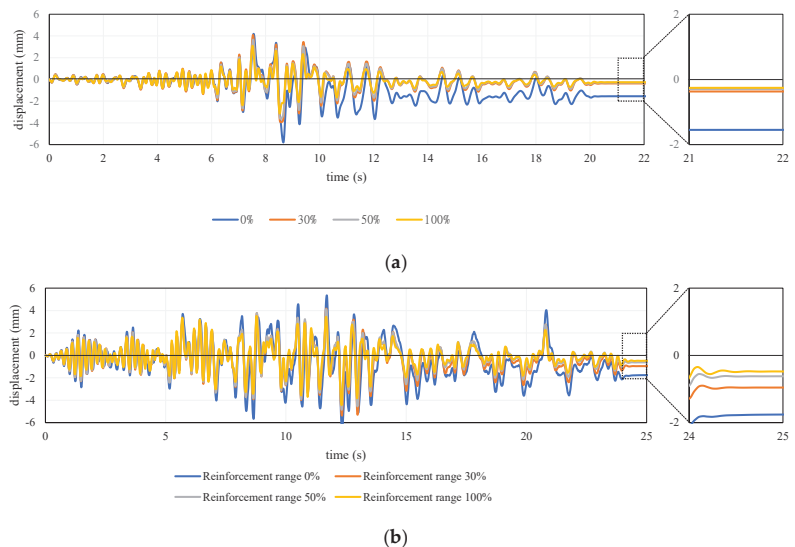 6
4
2
0
-2
-4
-6
displacement (mm)
0 2 4 6 8 10 12 14 16 18 20 22
time (s)
2
0
-2
21 22
0% 30% 50% 100%
(a)
6
4
2
0
-2
-4
-6
displacement (mm)
0 5 10 15 20 25
time (s)
2
0
-2
24 25
Reinforcement range 0% Reinforcement range 30%
Reinforcement range 50% Reinforcement range 100%
(b)